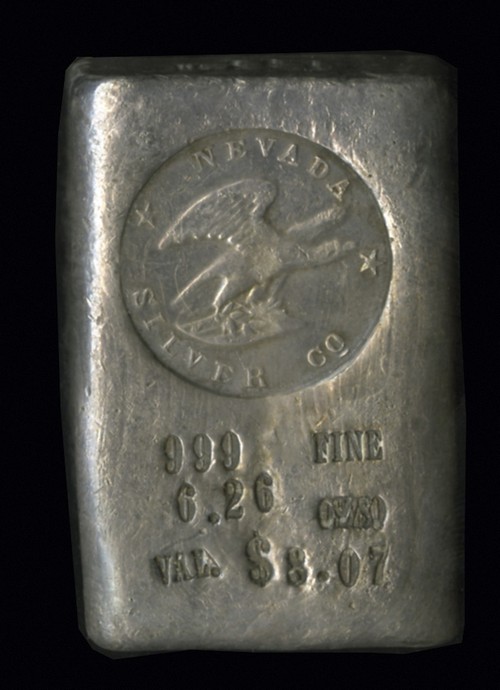 NEVADA
SILVER CO
999 FINE
6.26
VAL. $8.07